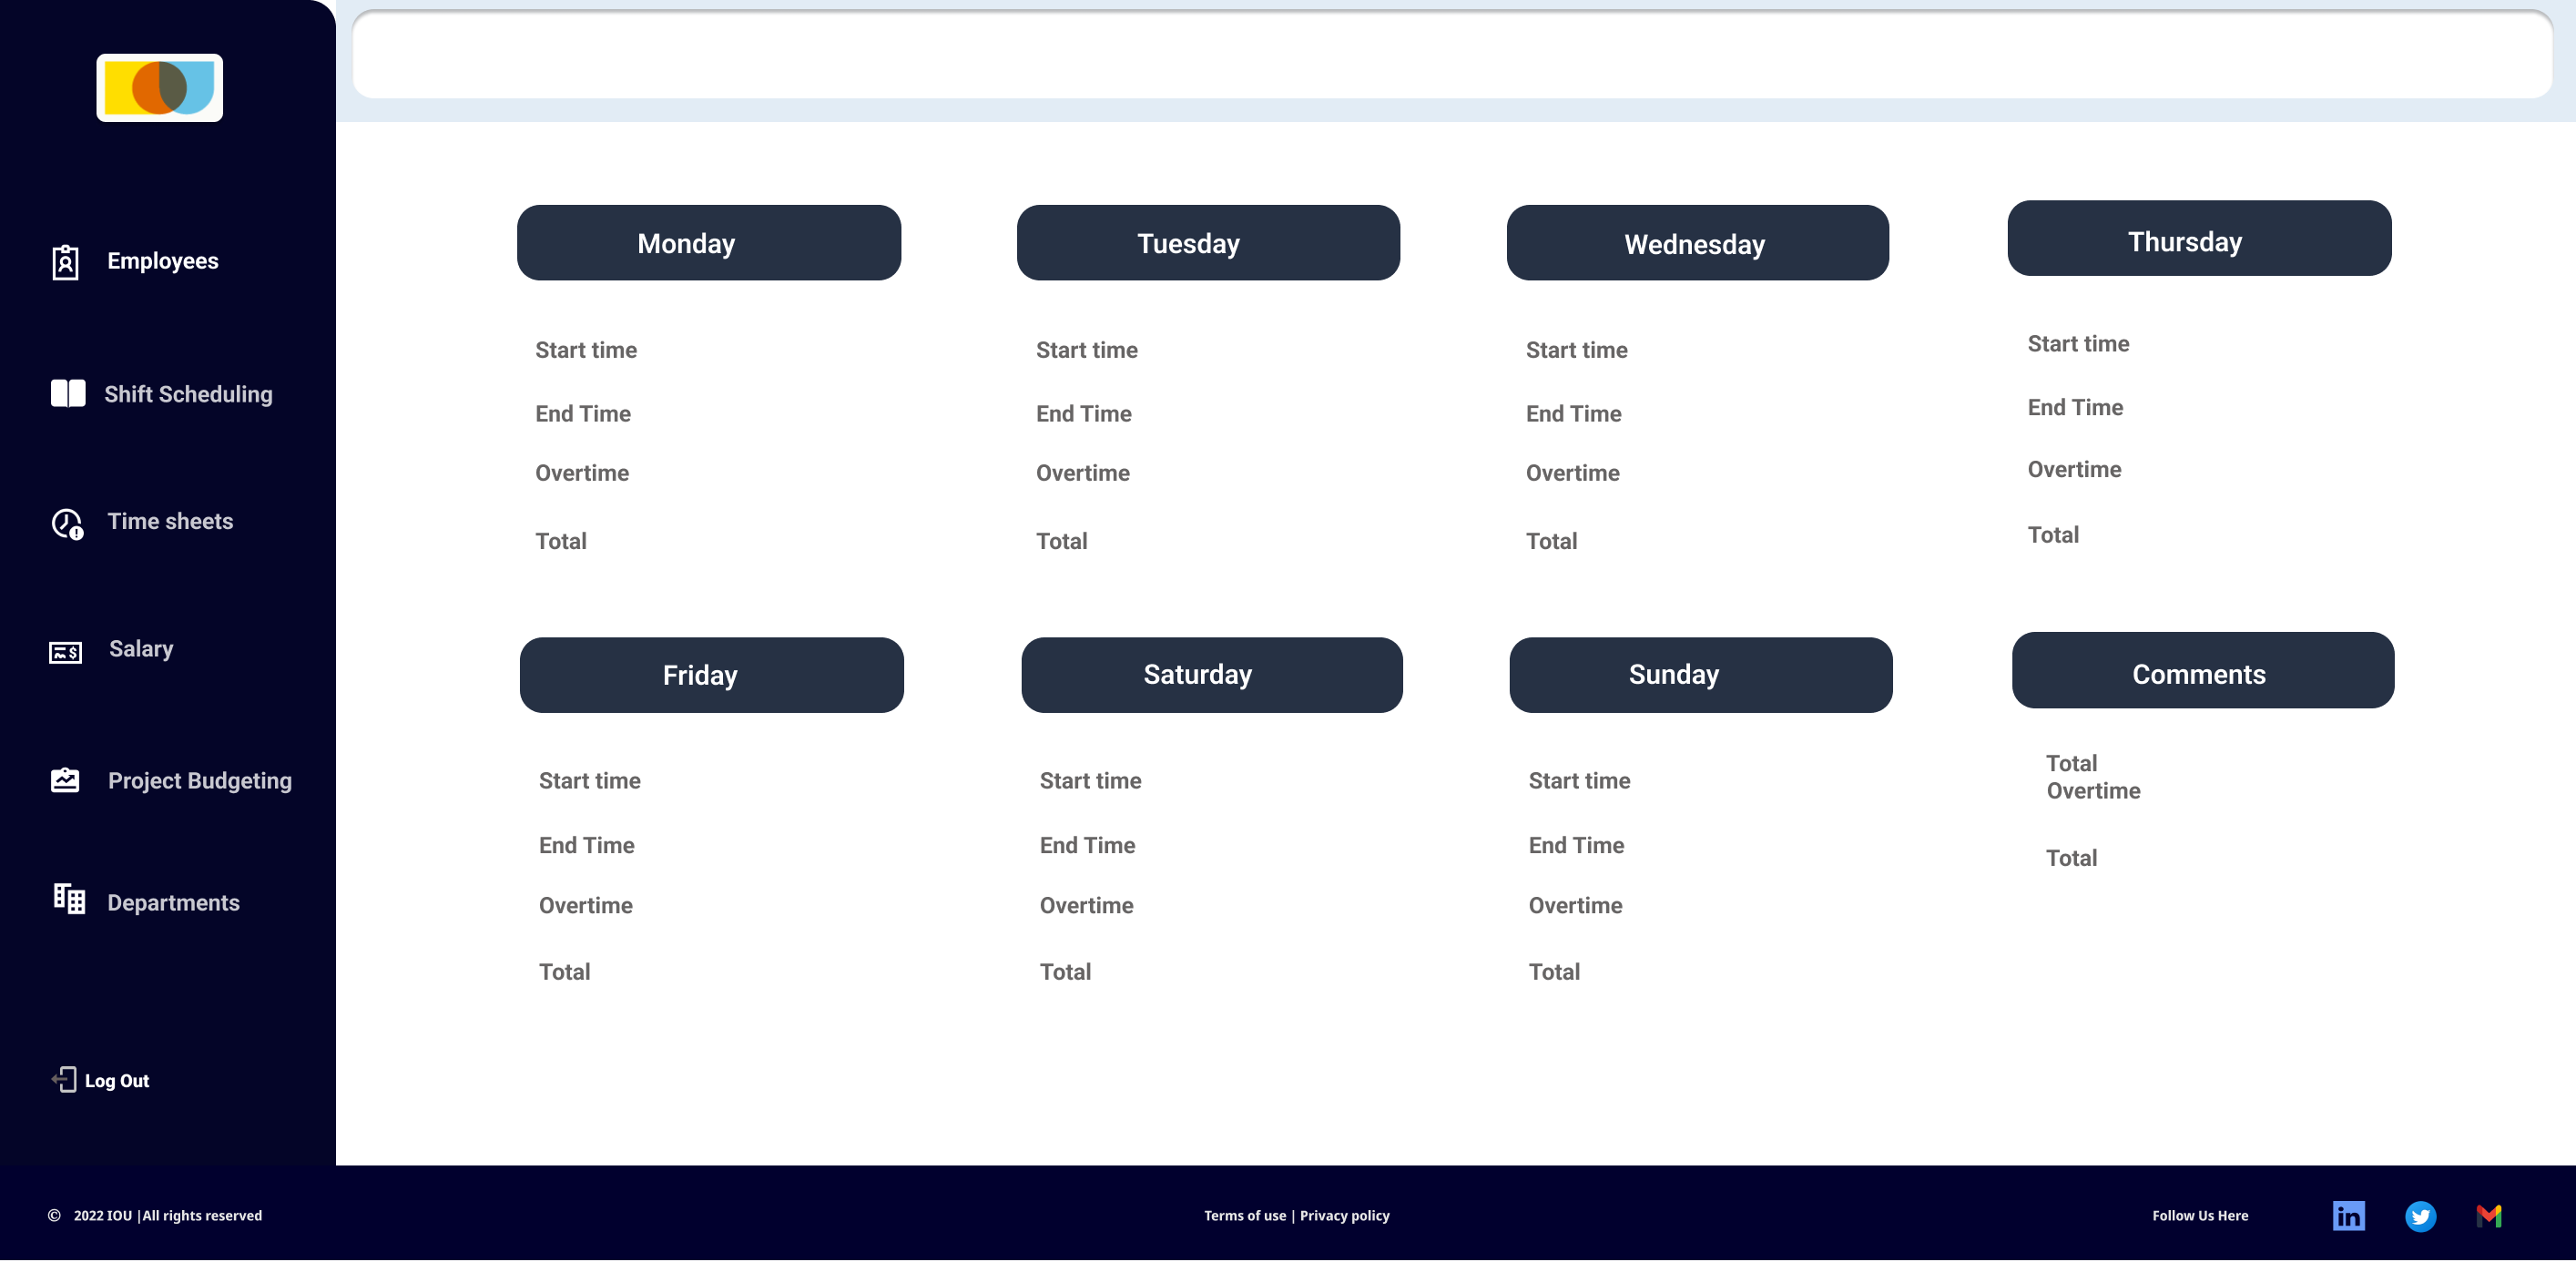 Employees
Shift Scheduling
Time sheets
Salary
Project Budgeting
Departments
Log Out
Monday
Start time
End Time
Overtime
Total
Tuesday
Start time
End Time
Overtime
Total
Wednesday
Start time
End Time
Overtime
Total
Thursday
Start time
End Time
Overtime
Total
Friday
Start time
End Time
Overtime
Total
Saturday
Start time
End Time
Overtime
Total
Sunday
Start time
End Time
Overtime
Total
Comments
Total
Overtime
Total
© 2022 IOU |All rights reserved
Terms of use | Privacy policy
Follow Us Here
in